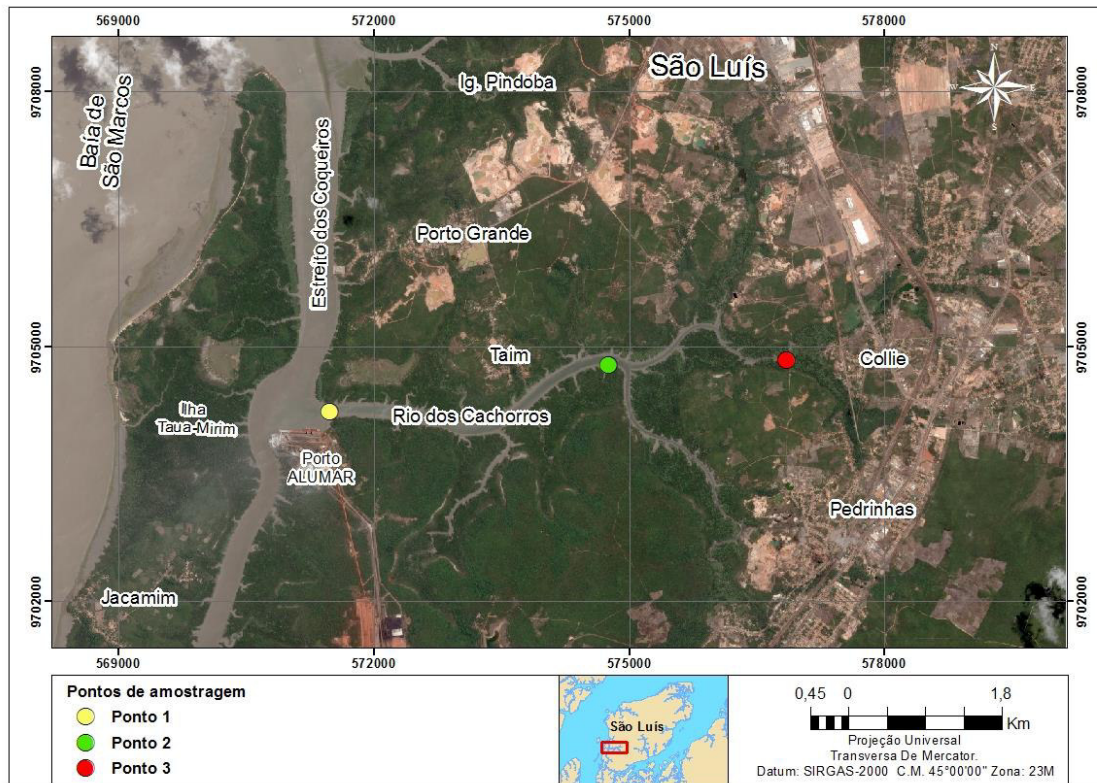 569000
572000
575000
578000
São Luís
Ig. Pindoba
N
W
E
S
9708000
9708000
Baía de
São Marcos
Estreito dos Coqueiros
Porto Grande
9705000
9705000
Taim
Collie
Ilha
Taua-Mirim
Rio dos Cachorros
Porto
ALUMAR
Pedrinhas
Jacamim
9702000
9702000
569000
572000
575000
578000
Pontos de amostragem
Ponto 1
Ponto 2
Ponto 3
São Luís
0,45 0 1,8
Km
Projeção Universal
Transversa De Mercator.
Datum: SIRGAS-2000 C.M. 45°00'00" Zona: 23M